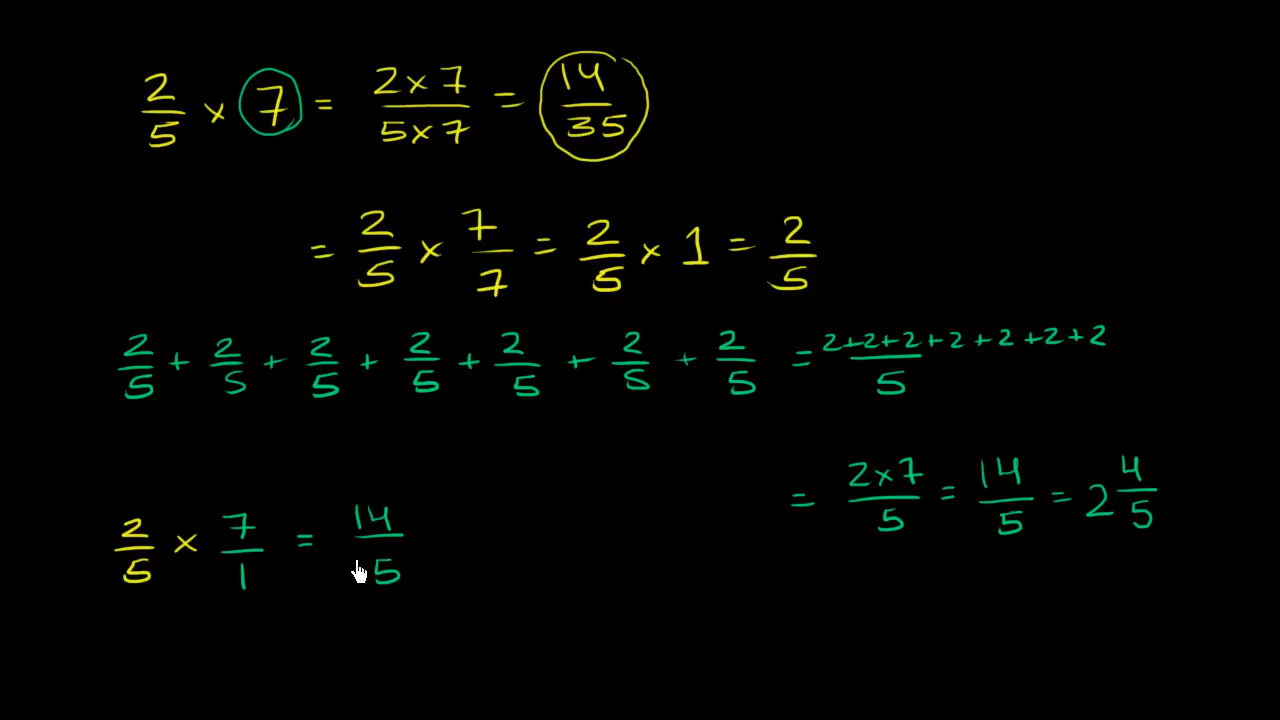 2/5 × 7 = (2×7)/(5×7) = 14/35
= 2/5 × 7/7 = 2/5 × 1 = 2/5
2/5 + 2/5 + 2/5 + 2/5 + 2/5 + 2/5 + 2/5 = (2+2+2+2+2+2+2)/5
= (2×7)/5 = 14/5 = 2 4/5
2/5 × 7/1 = 14/5